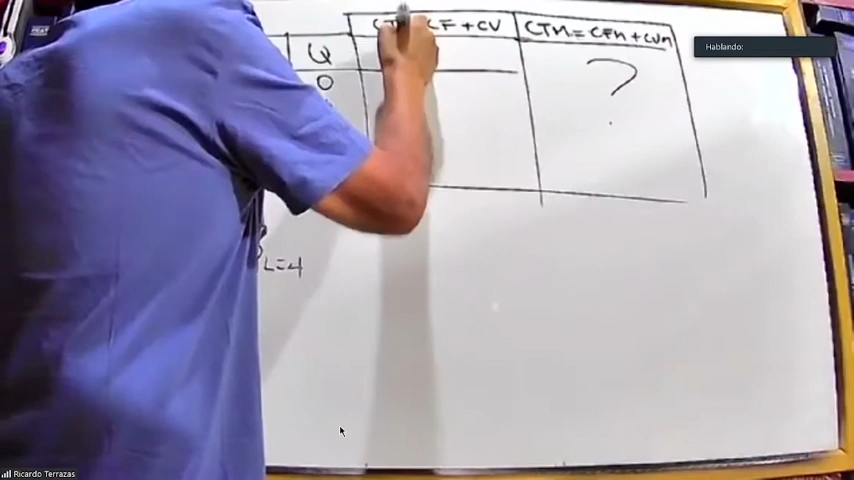 CF + CV
CTM = CFM + CVM
Q
?
0
L=4
Hablando:
Ricardo Terrazas